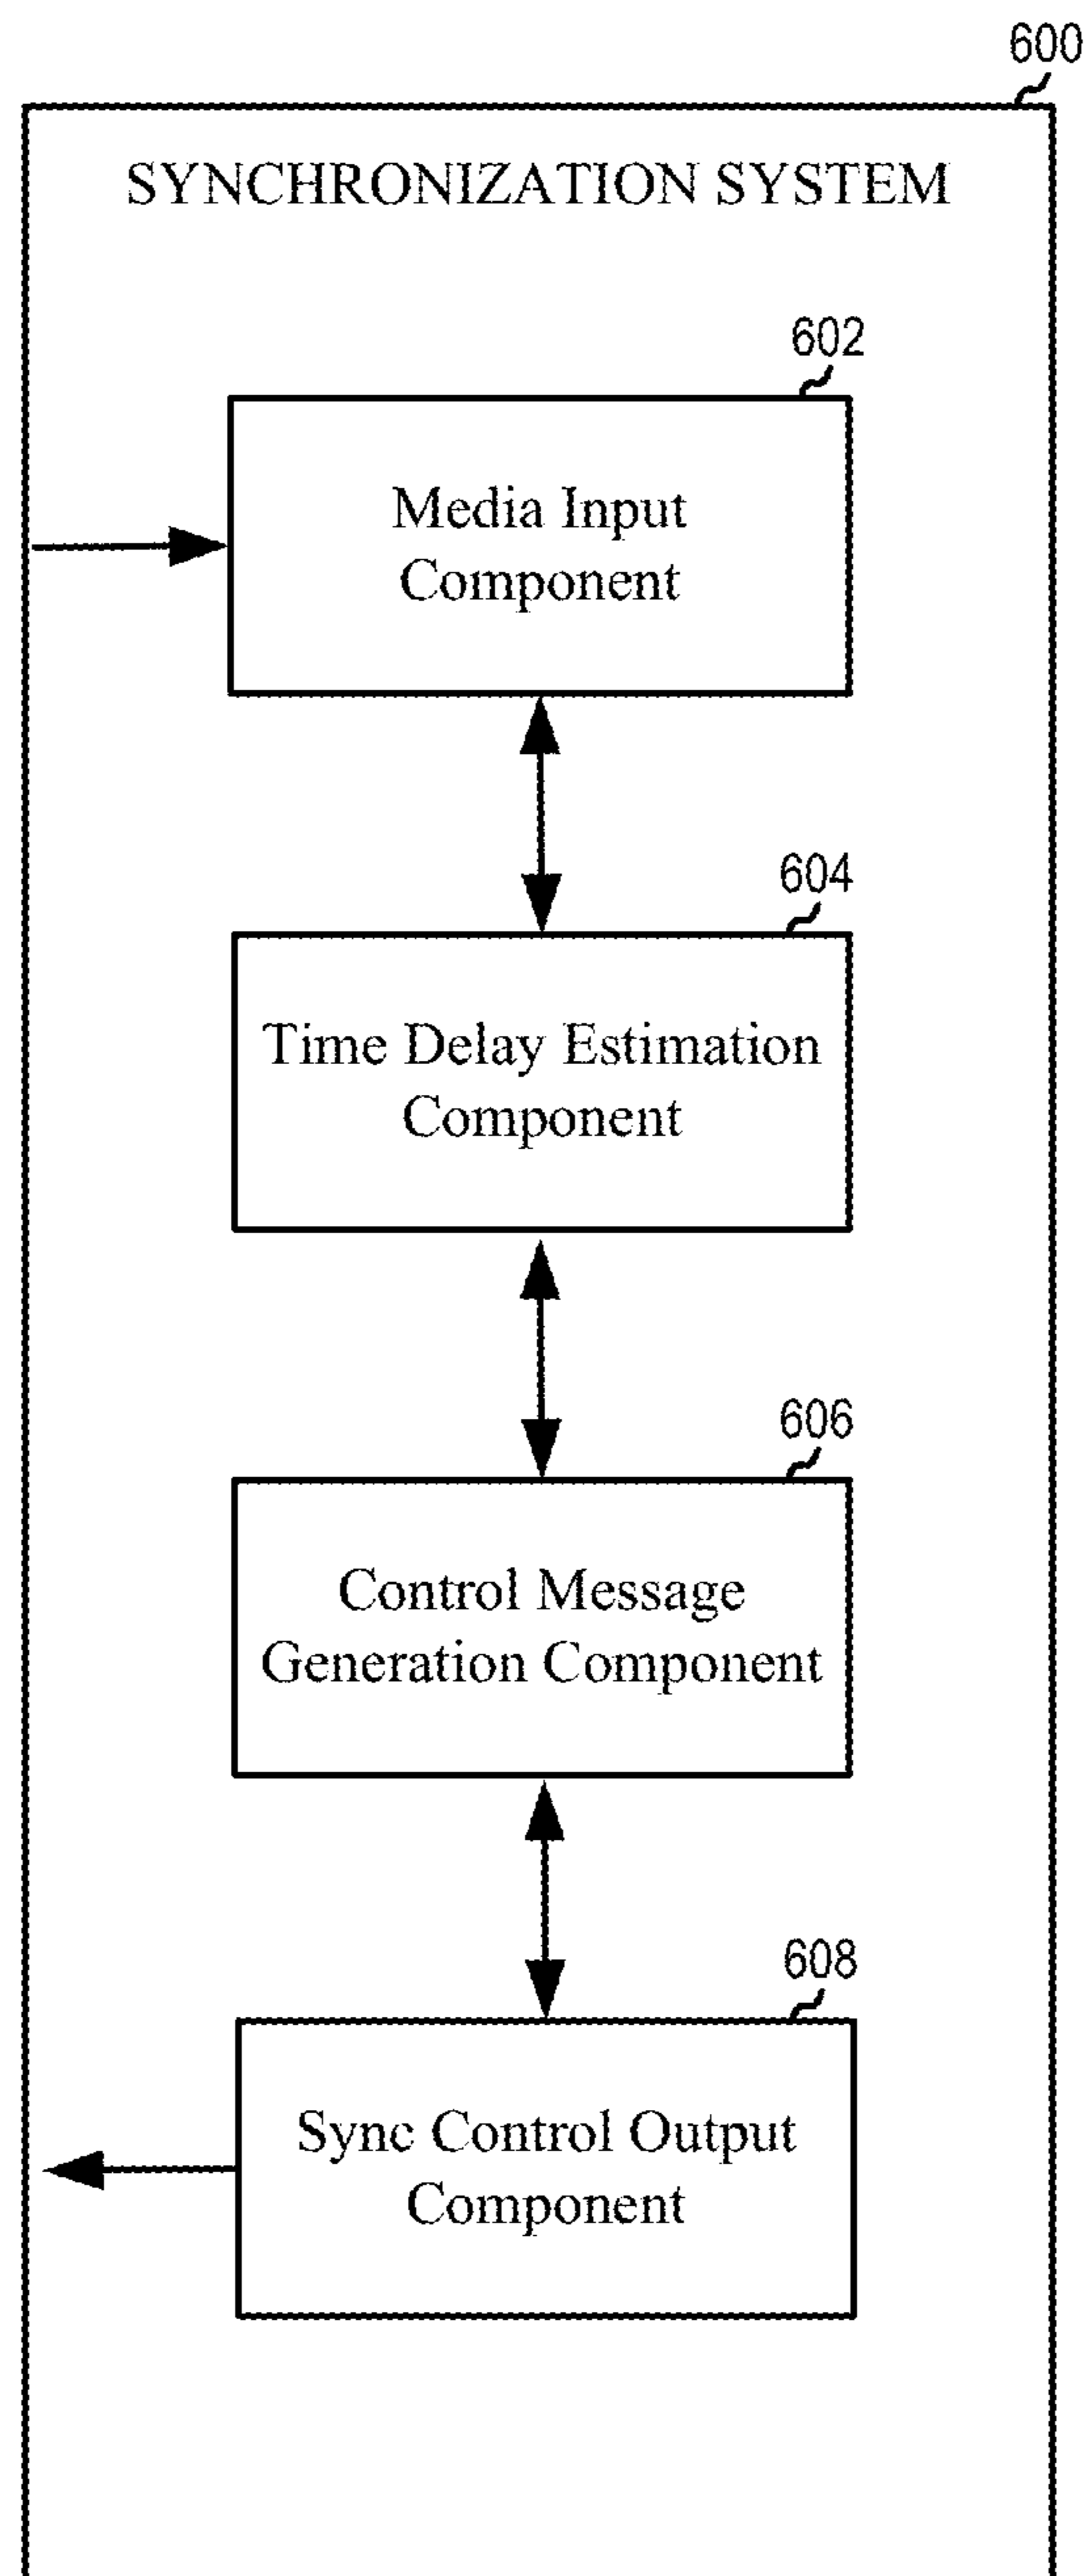 600
SYNCHRONIZATION SYSTEM
602
Media Input
Component
604
Time Delay Estimation
Component
606
Control Message
Generation Component
608
Sync Control Output
Component